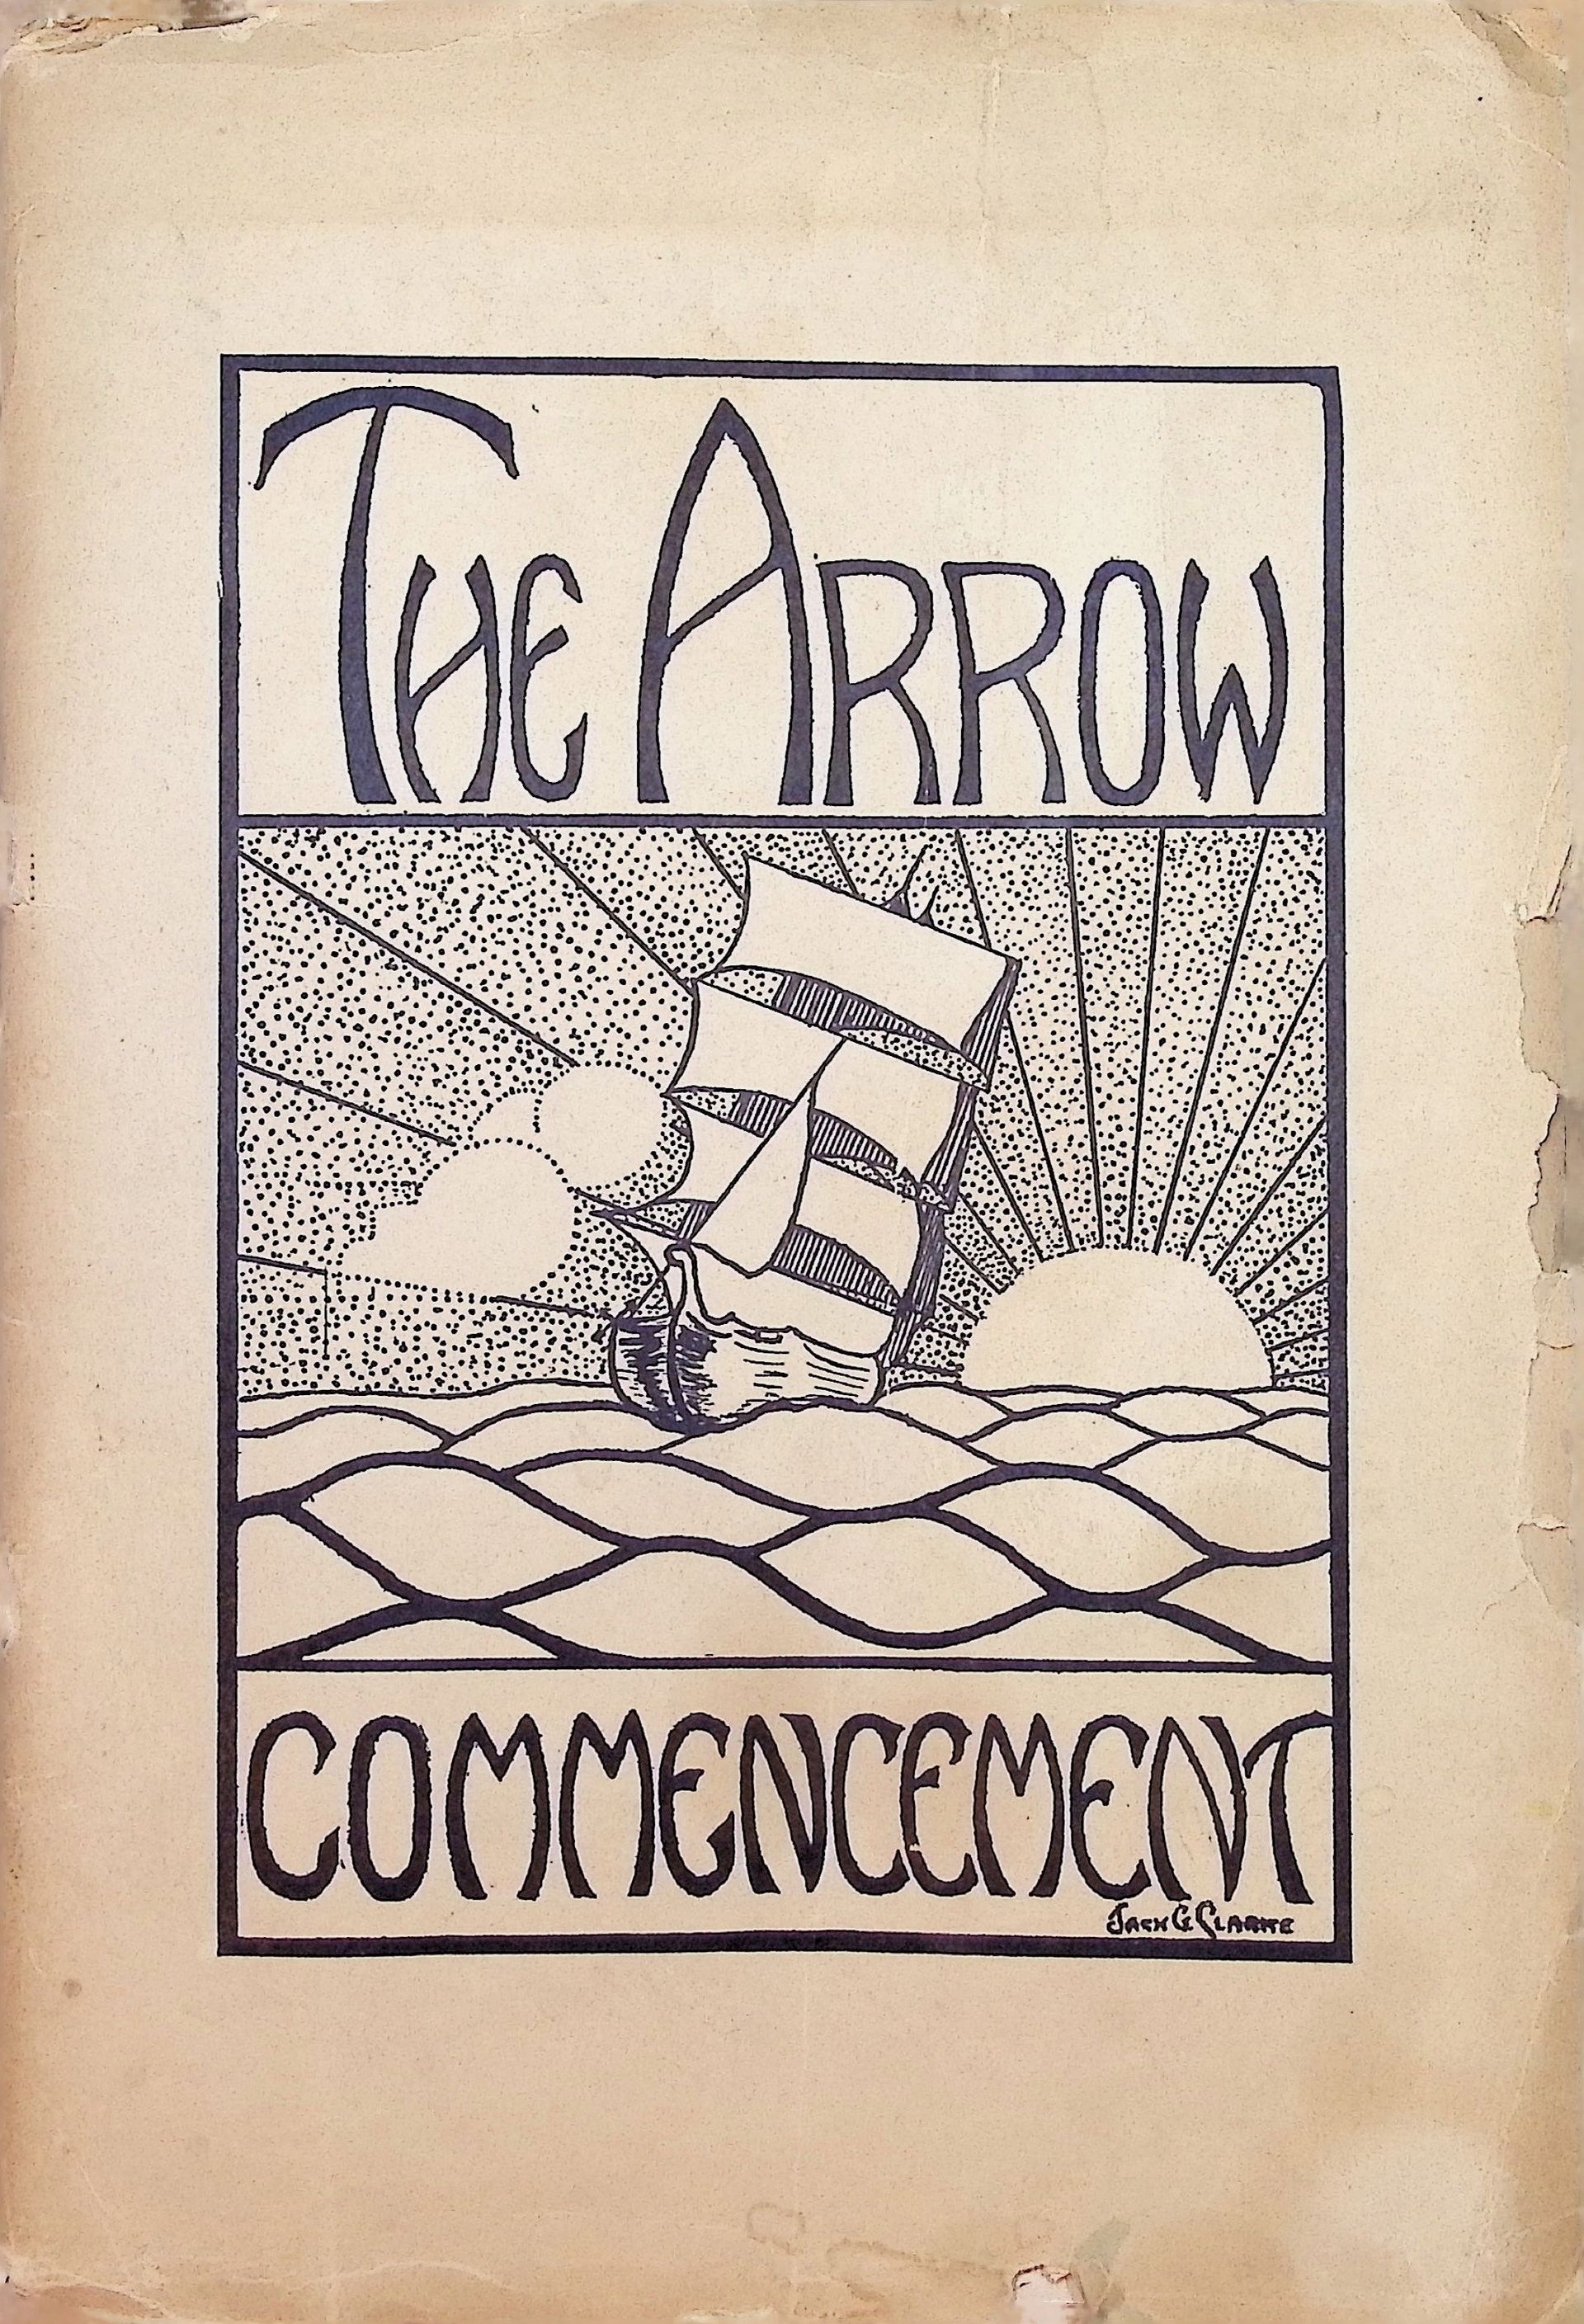 The Arrow
COMMENCEMENT
Jack G. Clarke